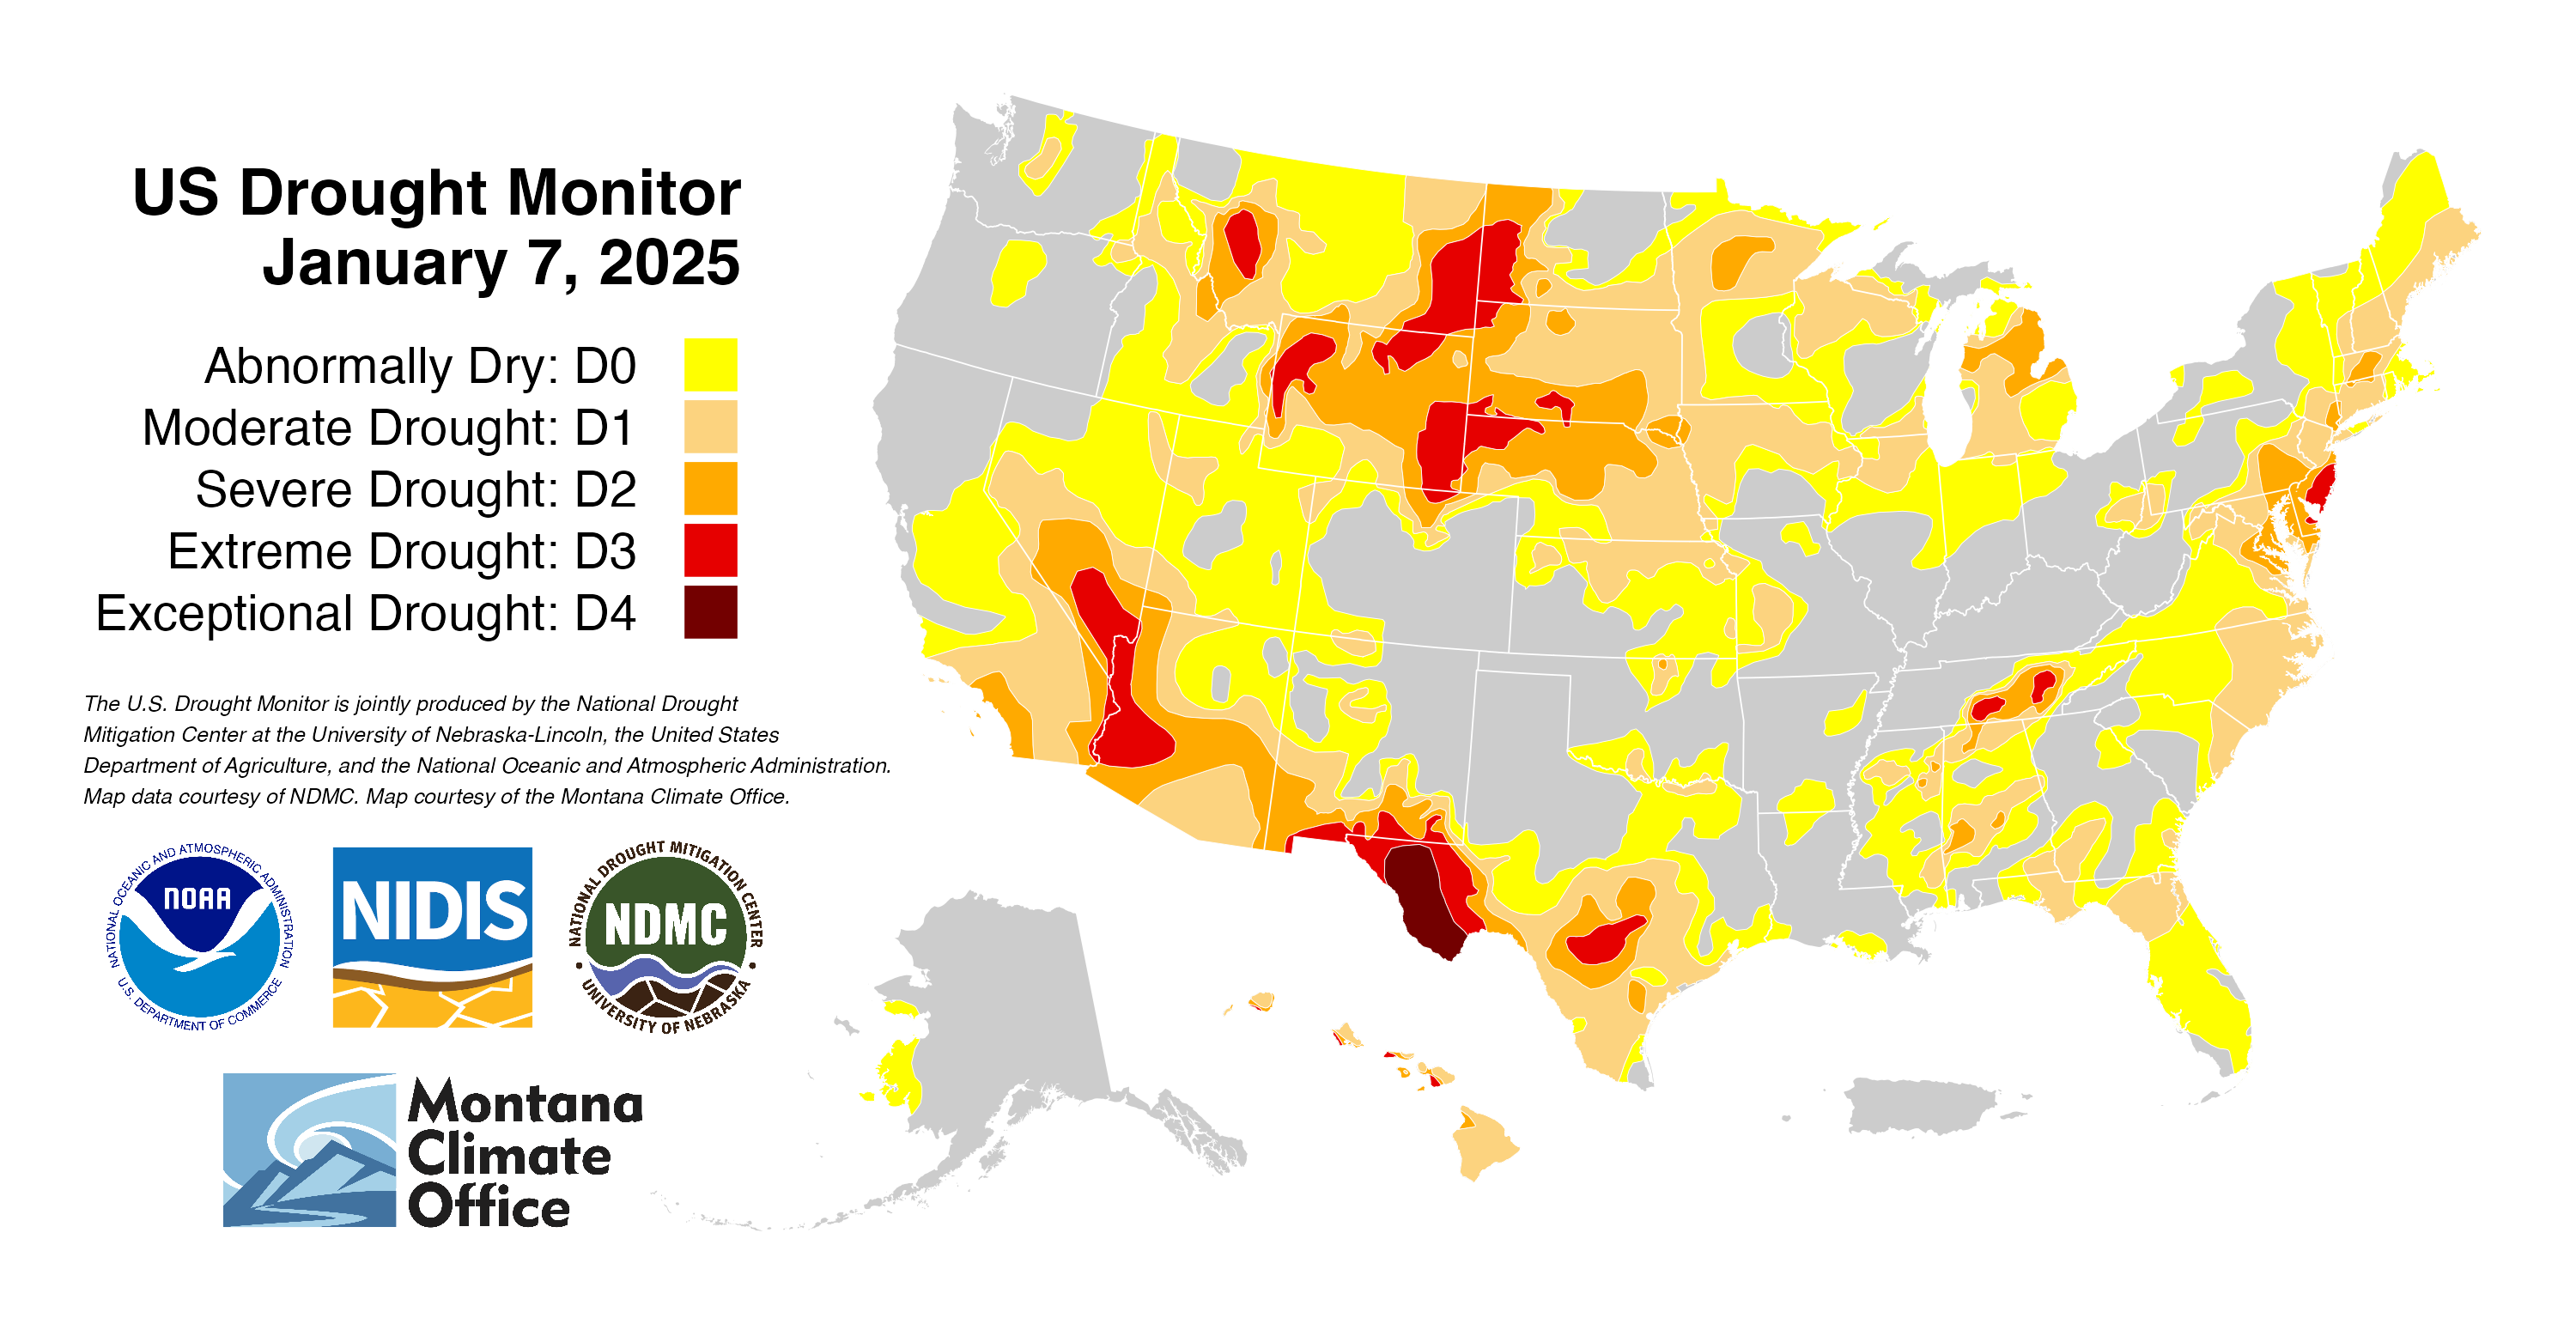 US Drought Monitor
January 7, 2025
Abnormally Dry: D0
Moderate Drought: D1
Severe Drought: D2
Extreme Drought: D3
Exceptional Drought: D4
The U.S. Drought Monitor is jointly produced by the National Drought
Mitigation Center at the University of Nebraska-Lincoln, the United States
Department of Agriculture, and the National Oceanic and Atmospheric Administration.
Map data courtesy of NDMC. Map courtesy of the Montana Climate Office.
NATIONAL OCEANIC AND ATMOSPHERIC ADMINISTRATION
NOAA
U.S. DEPARTMENT OF COMMERCE
NIDIS
NATIONAL DROUGHT MITIGATION CENTER
NDMC
UNIVERSITY OF NEBRASKA
Montana
Climate
Office